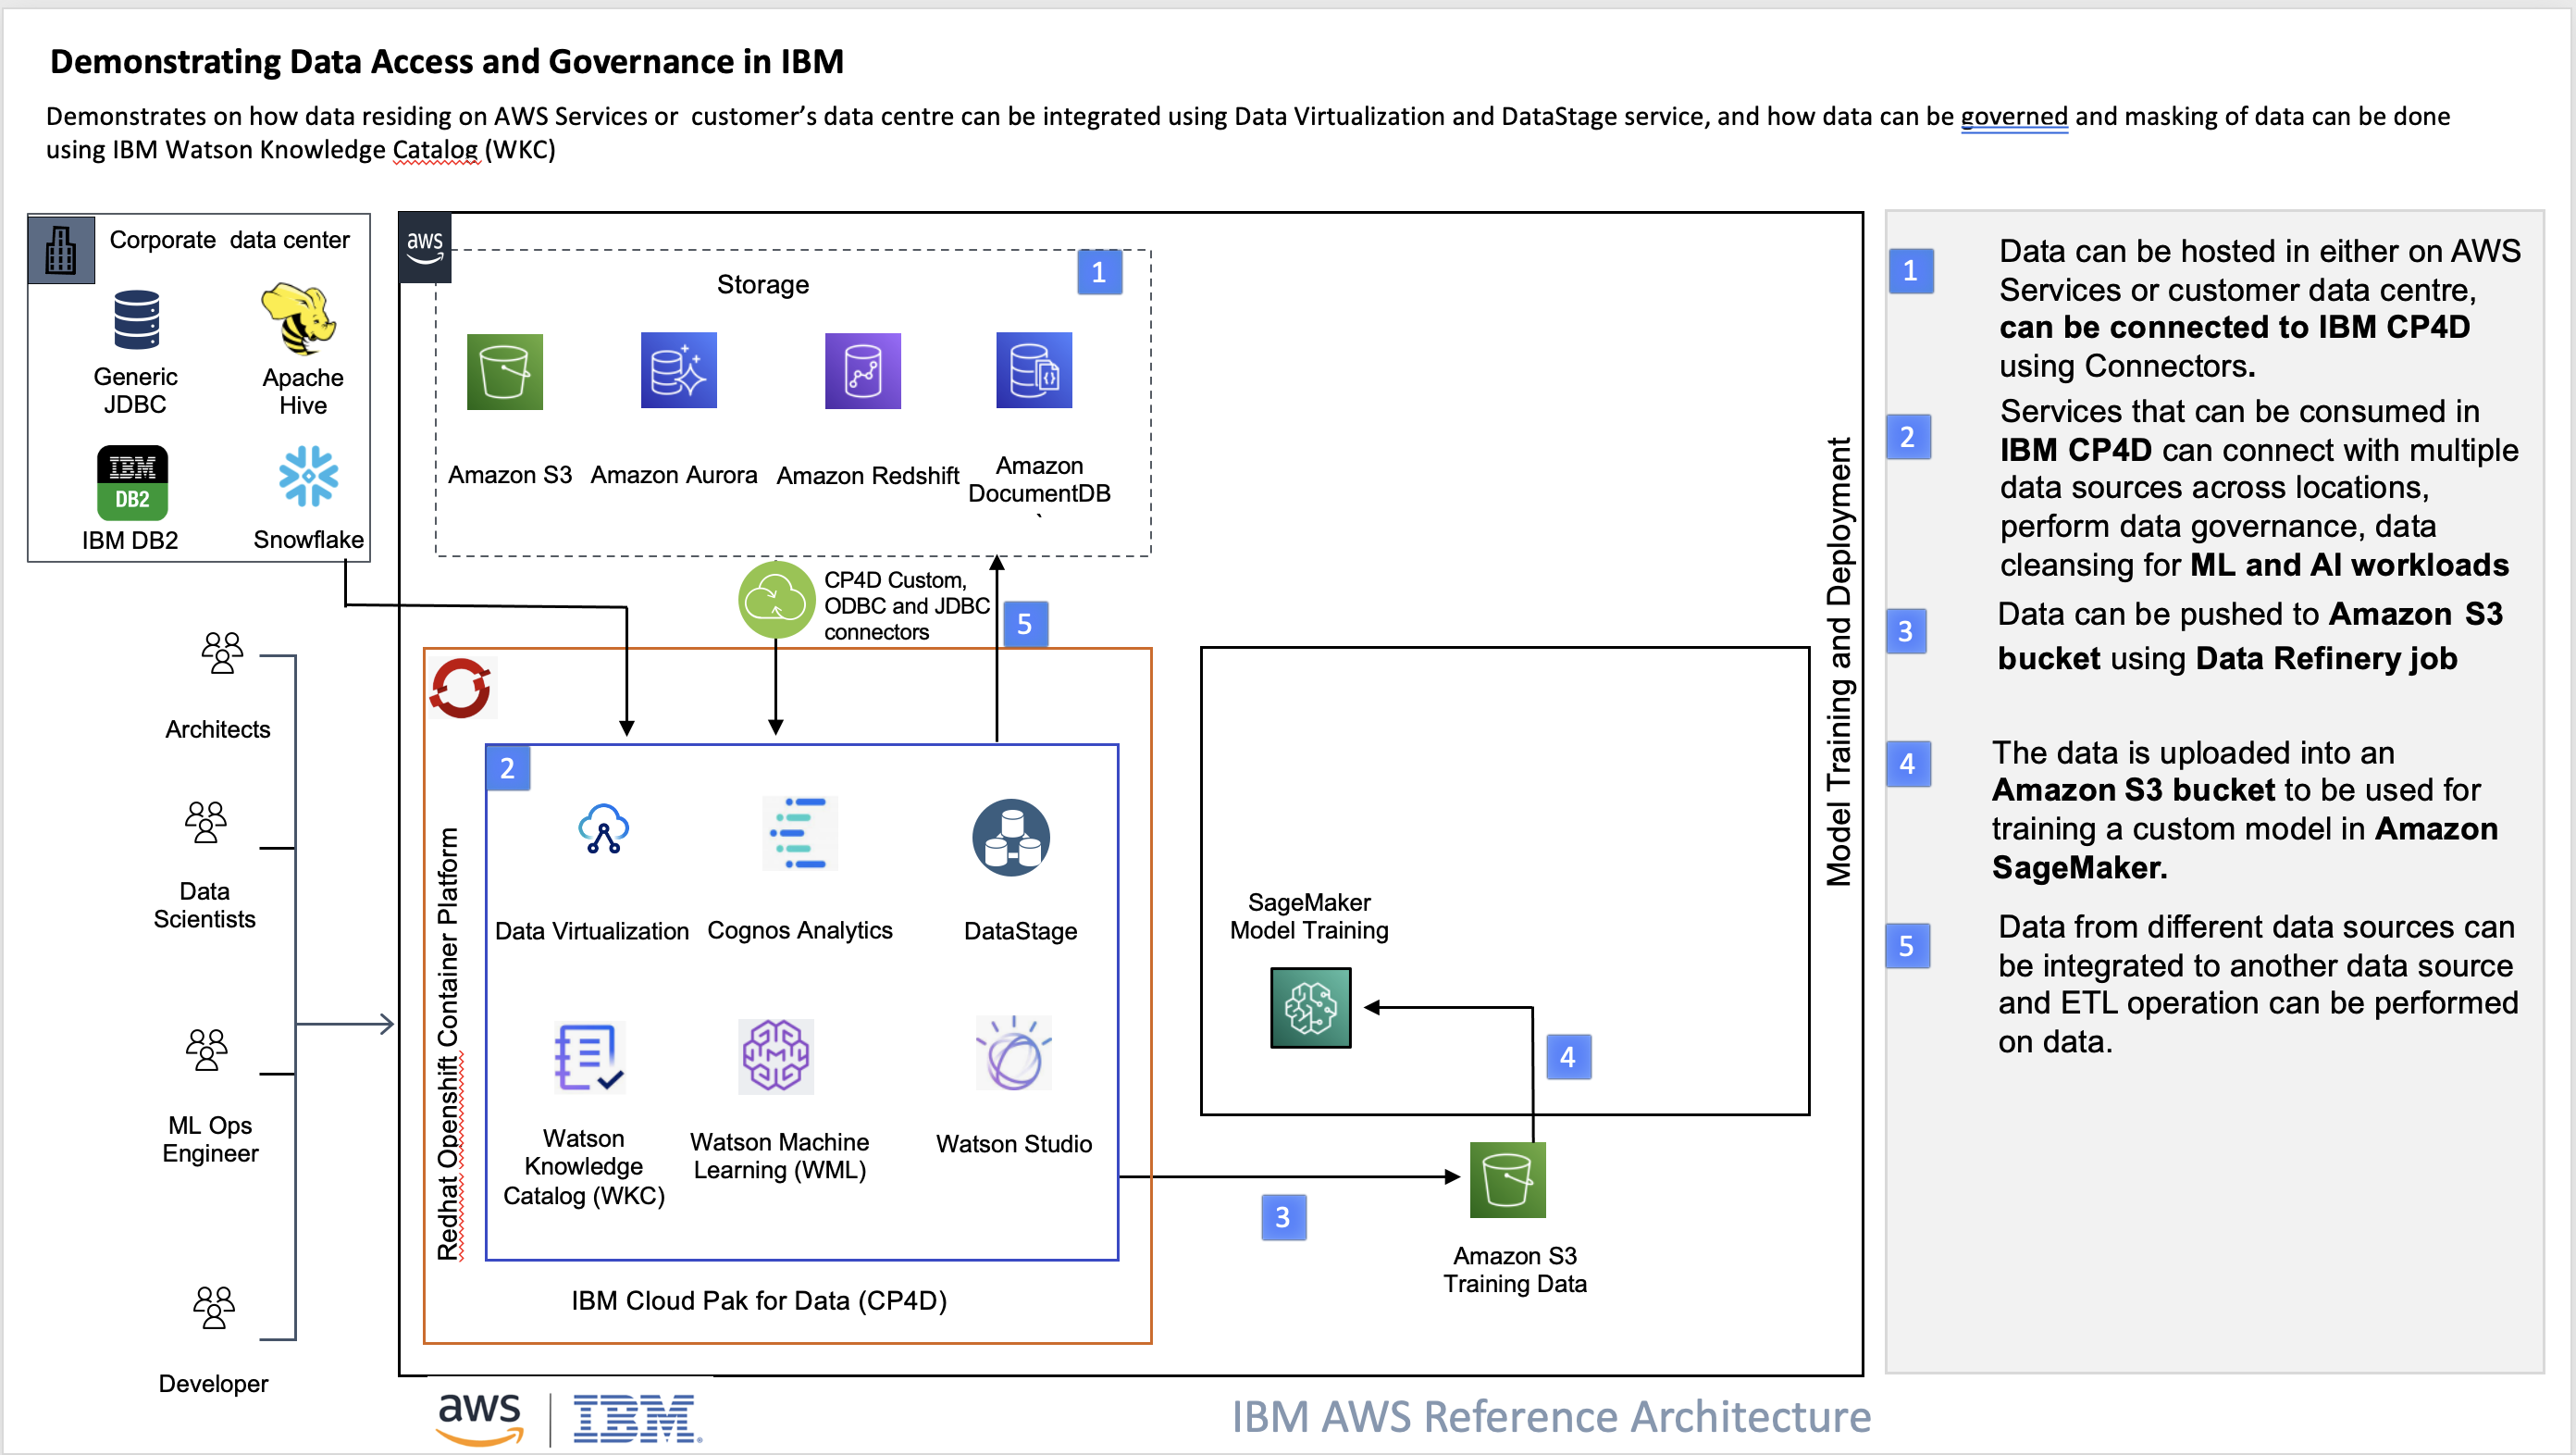 Demonstrating Data Access and Governance in IBM
Demonstrates on how data residing on AWS Services or  customer’s data centre can be integrated using Data Virtualization and DataStage service, and how data can be governed and masking of data can be done
using IBM Watson Knowledge Catalog (WKC)
Corporate  data center
Generic
JDBC
Apache
Hive
IBM
DB2
IBM DB2
Snowflake
Architects
Data
Scientists
ML Ops
Engineer
Developer
aws
Storage
1
Amazon S3
Amazon Aurora
Amazon Redshift
Amazon
DocumentDB
`
CP4D Custom,
ODBC and JDBC
connectors
5
Redhat Openshift Container Platform
2
Data Virtualization
Cognos Analytics
DataStage
Watson
Knowledge
Catalog (WKC)
Watson Machine
Learning (WML)
Watson Studio
IBM Cloud Pak for Data (CP4D)
Model Training and Deployment
SageMaker
Model Training
4
3
Amazon S3
Training Data
1
Data can be hosted in either on AWS
Services or customer data centre,
can be connected to IBM CP4D
using Connectors.
2
Services that can be consumed in
IBM CP4D can connect with multiple
data sources across locations,
perform data governance, data
cleansing for ML and AI workloads
3
Data can be pushed to Amazon S3
bucket using Data Refinery job
4
The data is uploaded into an
Amazon S3 bucket to be used for
training a custom model in Amazon
SageMaker.
5
Data from different data sources can
be integrated to another data source
and ETL operation can be performed
on data.
aws
IBM
IBM AWS Reference Architecture